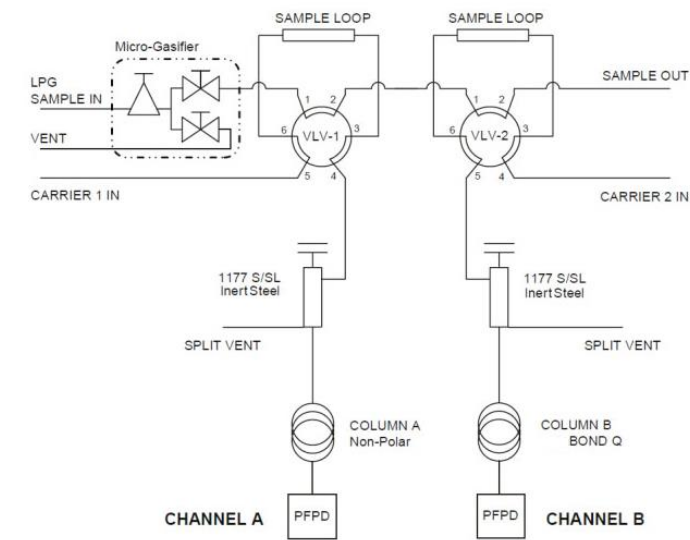 SAMPLE LOOP
SAMPLE LOOP
Micro-Gasifier
LPG
SAMPLE IN
SAMPLE OUT
1 2
1 2
6 VLV-1 3
6 VLV-2 3
VENT
5 4
5 4
CARRIER 1 IN
CARRIER 2 IN
1177 S/SL
Inert Steel
1177 S/SL
Inert Steel
SPLIT VENT
SPLIT VENT
COLUMN A
Non-Polar
COLUMN B
BOND Q
CHANNEL A
PFPD
PFPD
CHANNEL B